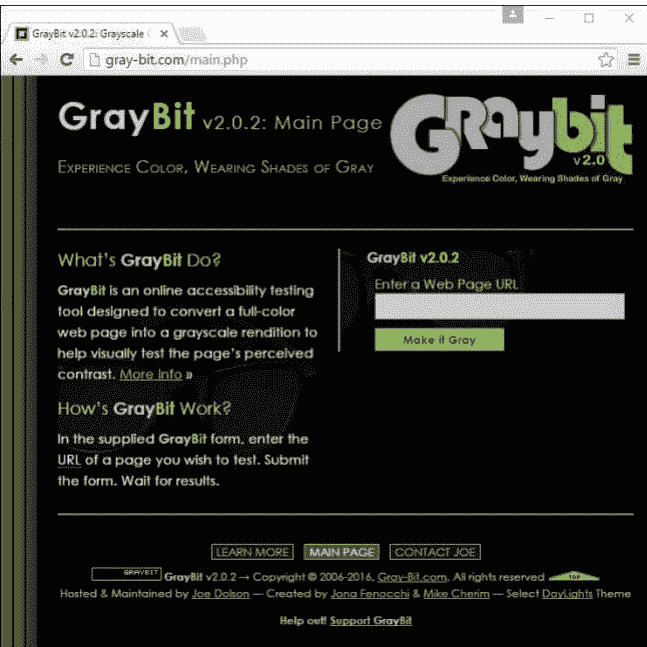 GrayBit v2.0.2: Grayscale
gray-bit.com/main.php
GrayBit v2.0.2: Main Page
Graybit
v2.0
Experience Color, Wearing Shades of Gray.
Experience Color, Wearing Shades of Gray
What's GrayBit Do?
GrayBit is an online accessibility testing
tool designed to convert a full-color
web page into a grayscale rendition to
help visually test the page's perceived
contrast. More Info »
How's GrayBit Work?
In the supplied GrayBit form, enter the
URL of a page you wish to test. Submit
the form. Wait for results.
GrayBit v2.0.2
Enter a Web Page URL
Make it Gray
LEARN MORE MAIN PAGE CONTACT JOE
GRAYBIT GrayBit v2.0.2 → Copyright © 2006-2016, Gray-Bit.com, All rights reserved TOP
Hosted & Maintained by Joe Dolson — Created by Jona Fenocchi & Mike Cherim — Select DayLights Theme
Help out! Support GrayBit